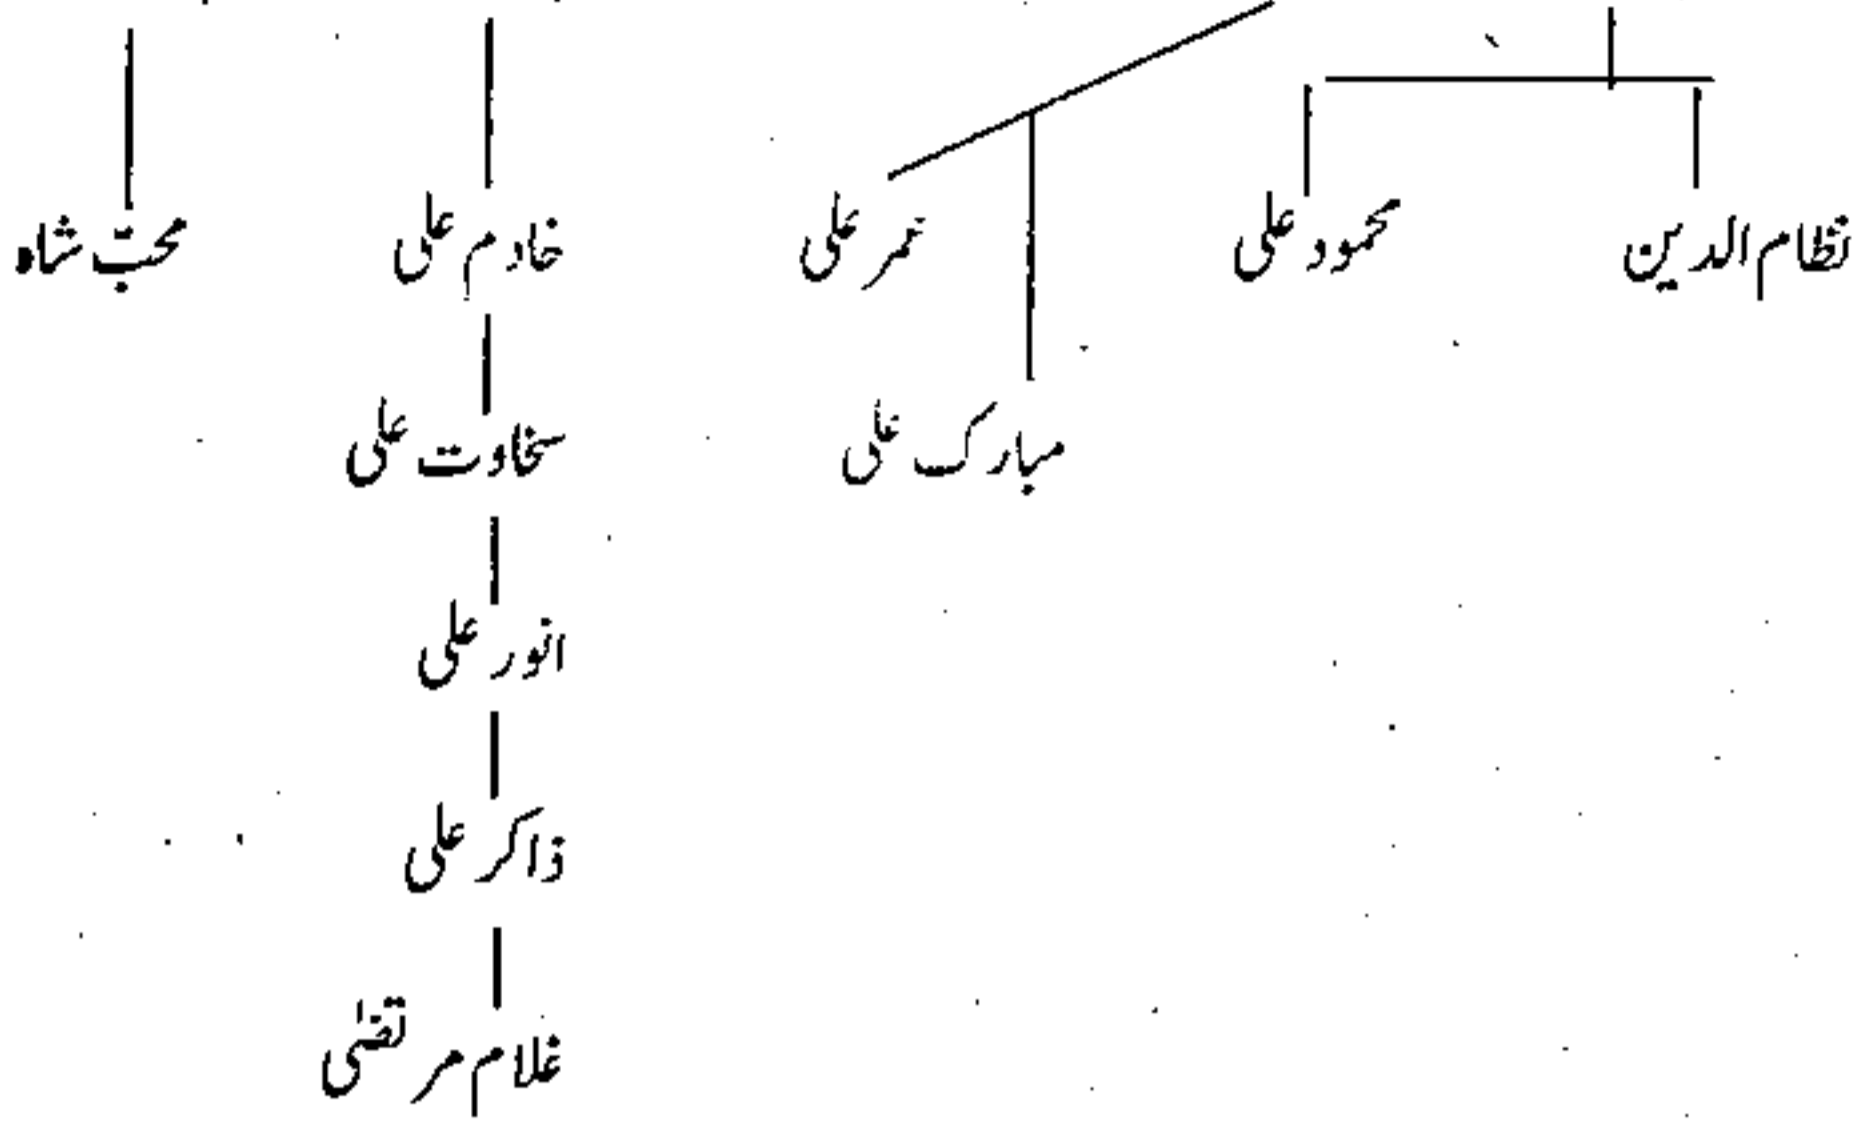 نظام الدین محمود علی ثمر علی خادم علی محبّ شاہ
مبارک علی سخاوت علی
انور علی
ذاکر علی
غلام مرتضیٰ